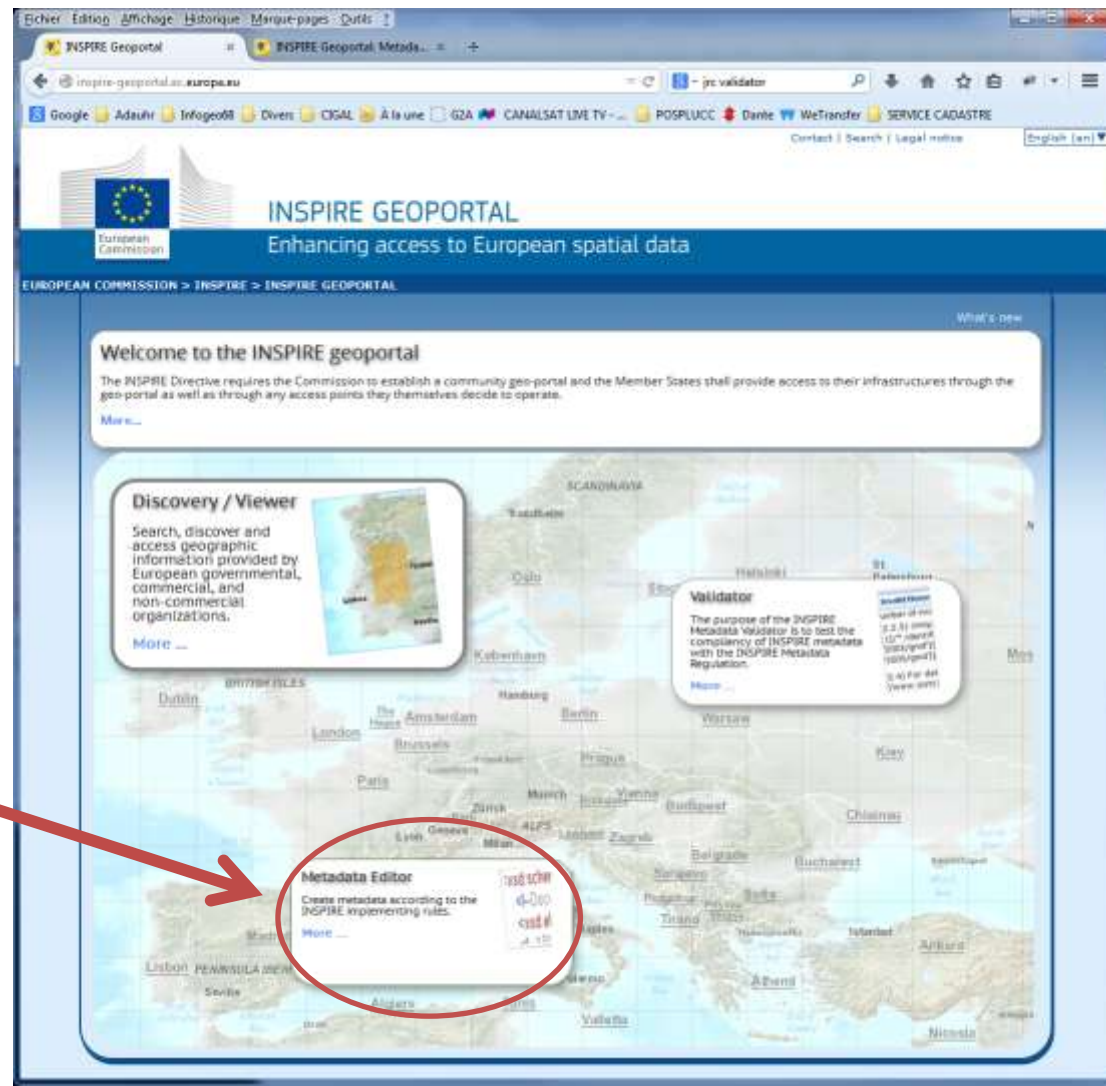 Fichier Edition Affichage Historique Marque-pages Outils ?
INSPIRE Geoportal
INSPIRE Geoportal: Metada...
inspire-geoportal.ec.europa.eu
jrc validator
Google Adauhr Infogeo68 Divers CIGAL À la une G2A CANALSAT LIVE TV - ... POSPLUCC Dante WeTransfer SERVICE CADASTRE
Contact | Search | Legal notice
English (en)
European
Commission
INSPIRE GEOPORTAL
Enhancing access to European spatial data
EUROPEAN COMMISSION > INSPIRE > INSPIRE GEOPORTAL
What's new
Welcome to the INSPIRE geoportal
The INSPIRE Directive requires the Commission to establish a community geo-portal and the Member States shall provide access to their infrastructures through the
geo-portal as well as through any access points they themselves decide to operate.
More...
Discovery / Viewer
Search, discover and
access geographic
information provided by
European governmental,
commercial, and
non-commercial
organizations.
More ...
Validator
The purpose of the INSPIRE
Metadata Validator is to test the
compliancy of INSPIRE metadata
with the INSPIRE Metadata
Regulation.
More ...
Metadata Editor
Create metadata according to the
INSPIRE implementing rules.
More ...
SCANDINAVIA
Oslo
Helsinki
København
BRITISH ISLES
Dublin
Hamburg
The Hague
Amsterdam
Berlin
Warsaw
London
Brussels
Kiev
Prague
Paris
Munich
Vienna
Zürich
Budapest
Chisinau
Lyon
Geneva
ALPS
Milan
Zagreb
Belgrade
Bucharest
Sarajevo
Sofia
Tirana
Istanbul
Ankara
Lisbon
Sevilla
Athens
Algiers
Tunis
Valletta
Nicosia